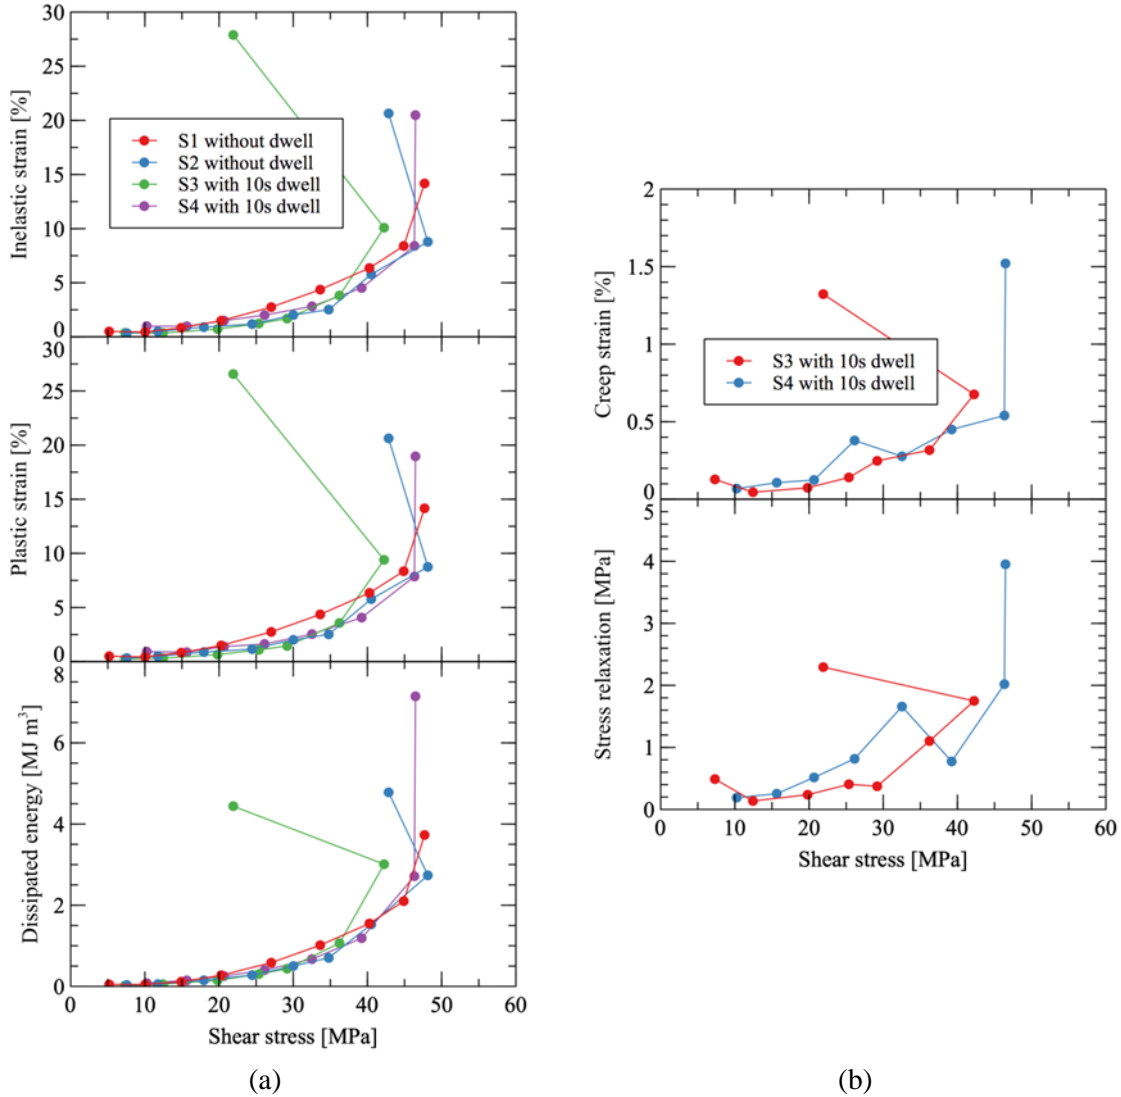 30
25
20
15
10
5
0
Inelastic strain [%]
S1 without dwell
S2 without dwell
S3 with 10s dwell
S4 with 10s dwell
30
25
20
15
10
5
0
Plastic strain [%]
8
6
4
2
0
Dissipated energy [MJ m³]
0 10 20 30 40 50 60
Shear stress [MPa]
(a)
2
1.5
1
0.5
0
Creep strain [%]
S3 with 10s dwell
S4 with 10s dwell
5
4
3
2
1
0
Stress relaxation [MPa]
0 10 20 30 40 50 60
Shear stress [MPa]
(b)